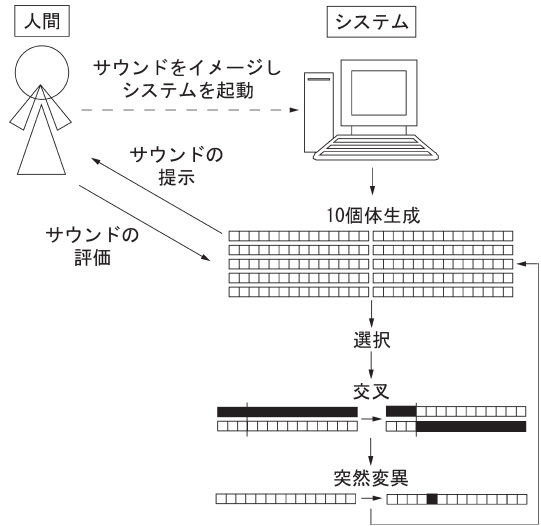 人間
システム
サウンドをイメージし
システムを起動
サウンドの
提示
サウンドの
評価
10個体生成
選択
交叉
突然変異